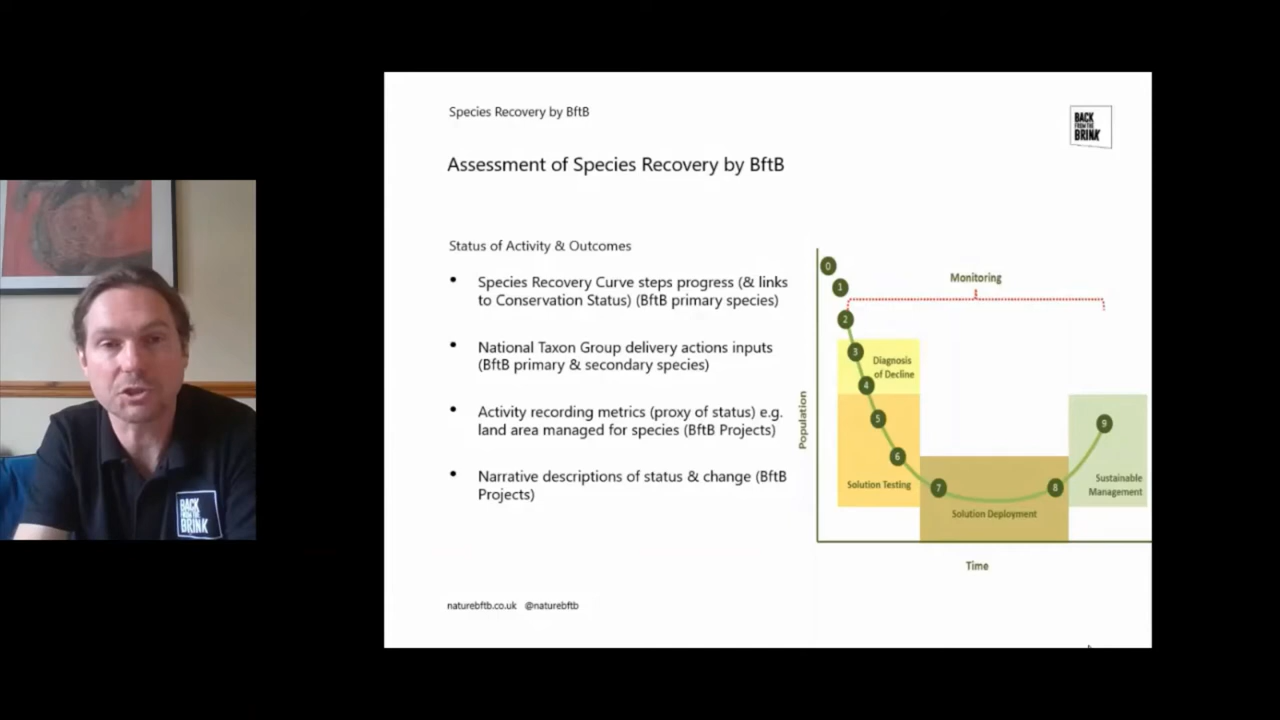 Species Recovery by BftB
BACK
FROM THE
BRINK
Assessment of Species Recovery by BftB
Status of Activity & Outcomes
• Species Recovery Curve steps progress (& links
to Conservation Status) (BftB primary species)
• National Taxon Group delivery actions inputs
(BftB primary & secondary species)
• Activity recording metrics (proxy of status) e.g.
land area managed for species (BftB Projects)
• Narrative descriptions of status & change (BftB
Projects)
Population
Monitoring
0
1
2
3
4
5
6
7
8
9
Diagnosis
of Decline
Solution Testing
Solution Deployment
Sustainable
Management
Time
naturebftb.co.uk @naturebftb
BACK
FROM THE
BRINK